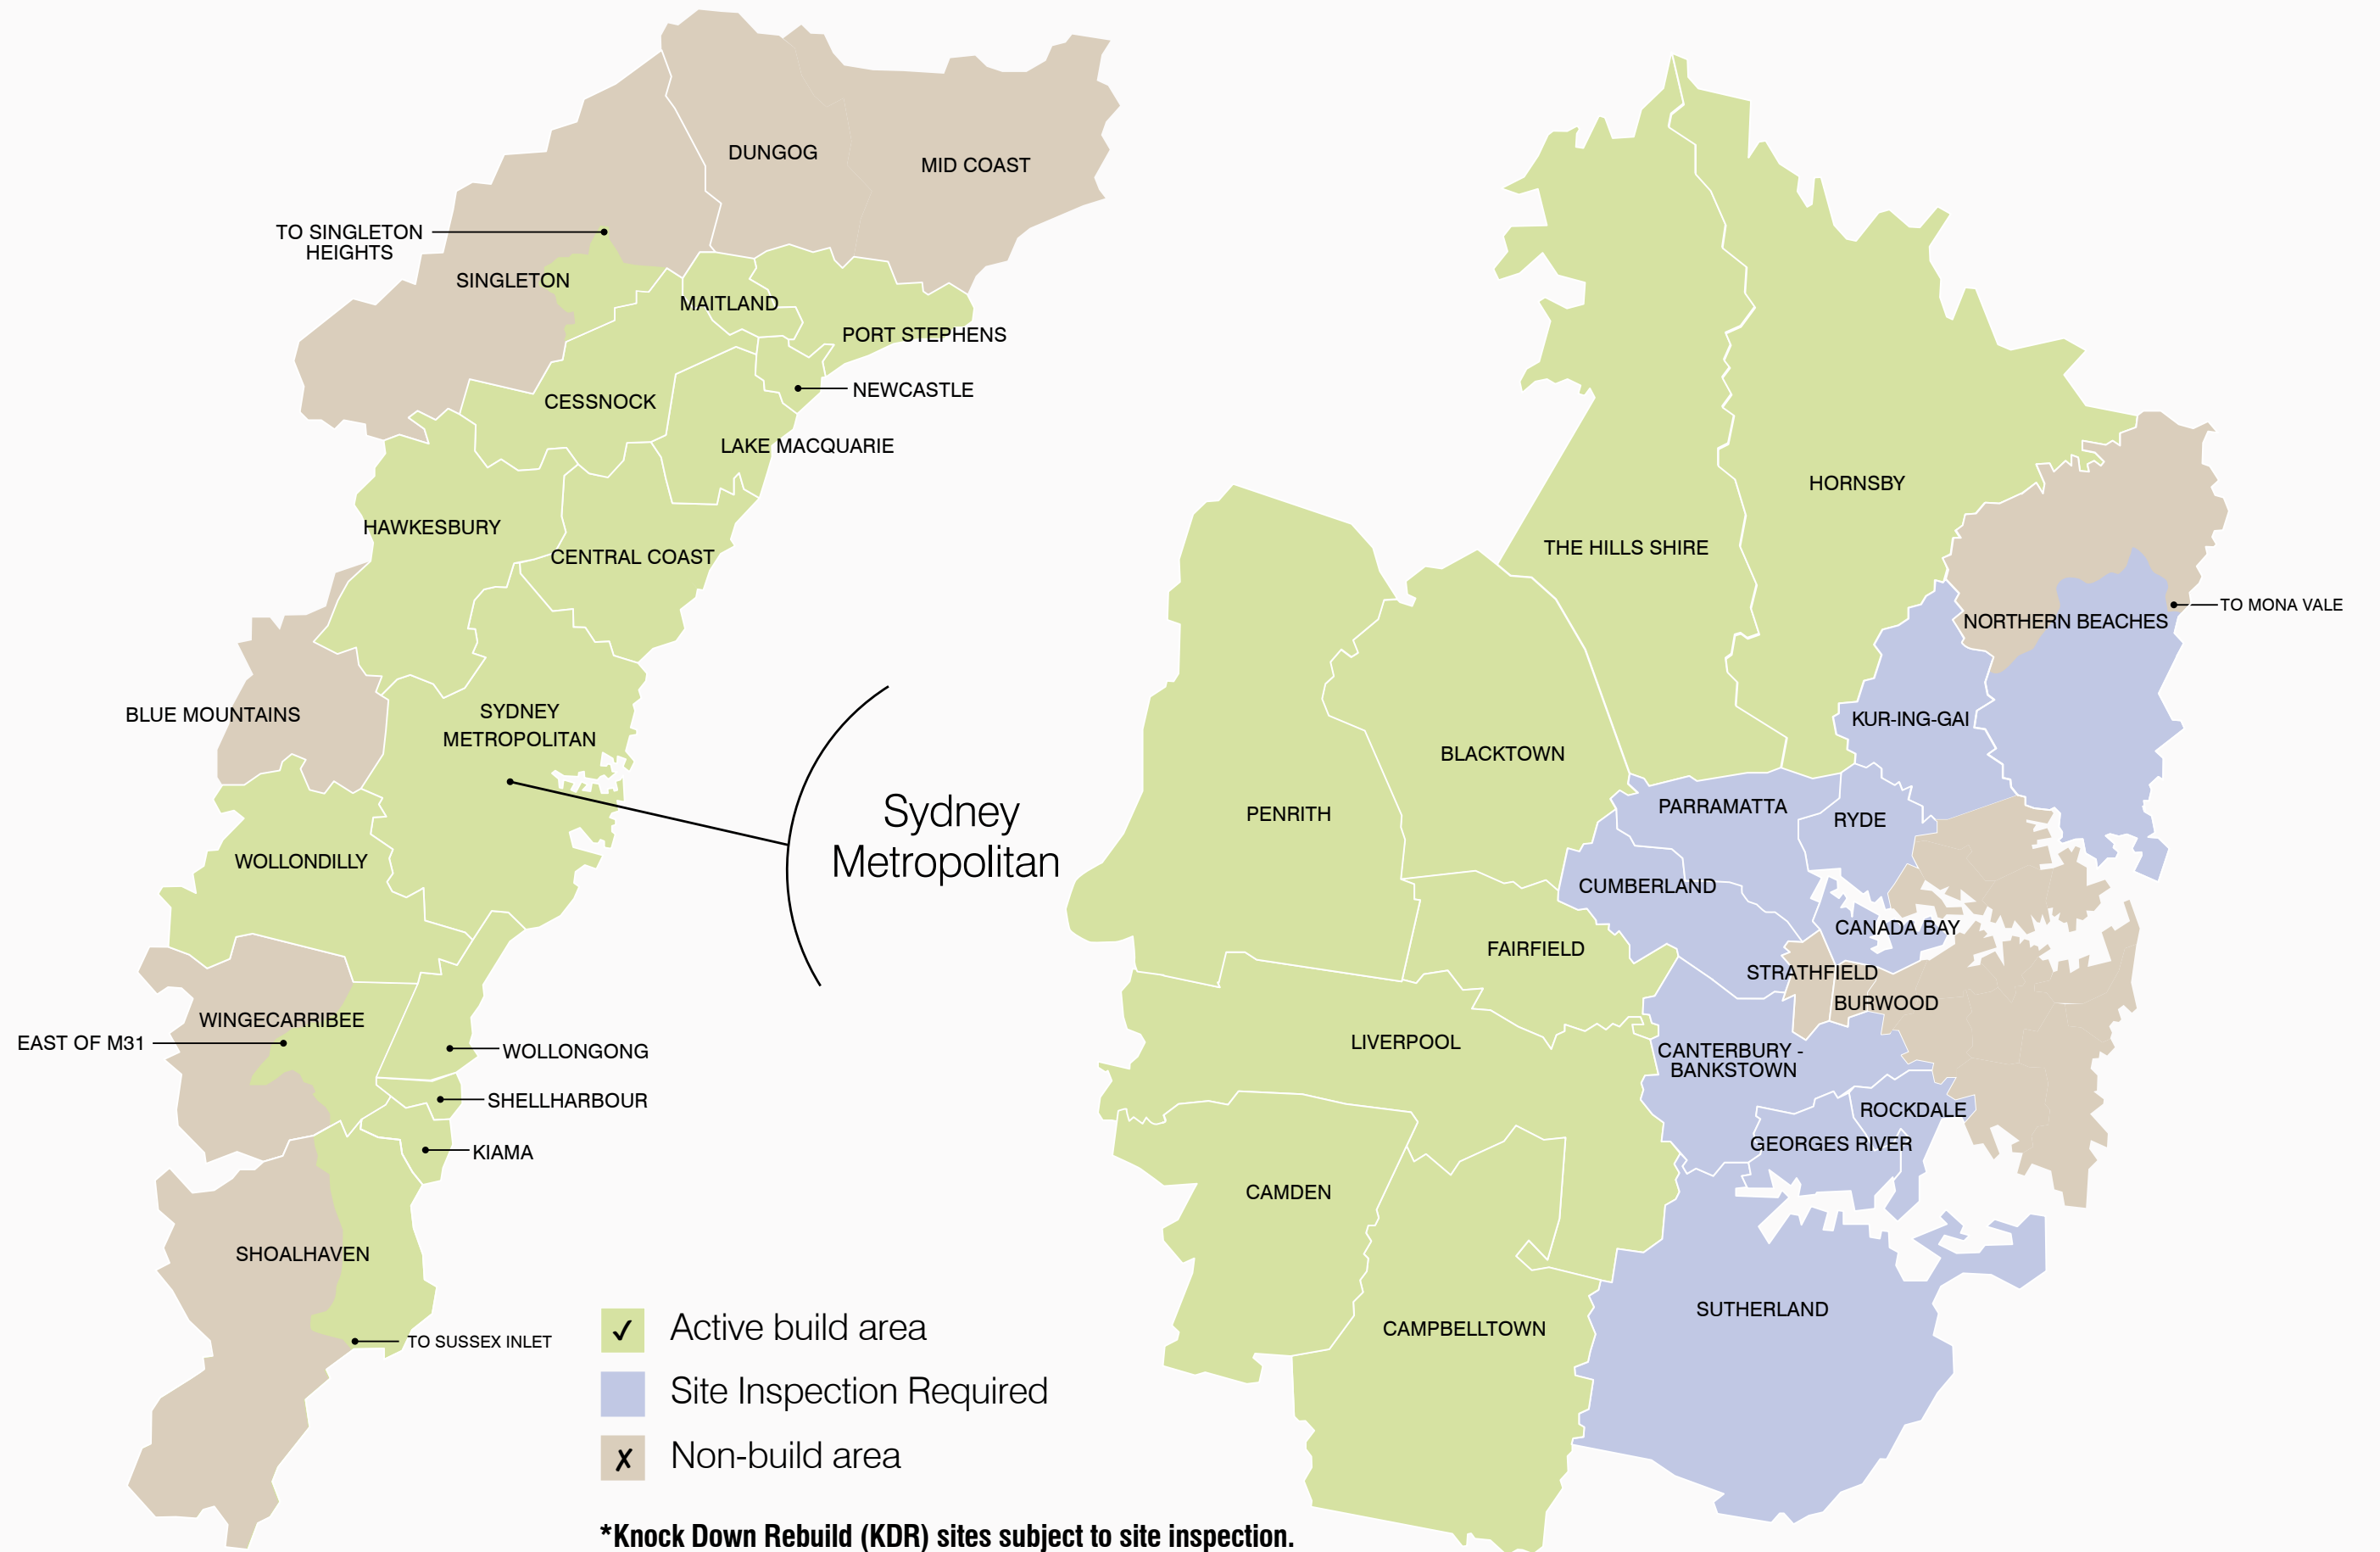 DUNGOG
MID COAST
TO SINGLETON
HEIGHTS
SINGLETON
MAITLAND
PORT STEPHENS
NEWCASTLE
CESSNOCK
LAKE MACQUARIE
HAWKESBURY
CENTRAL COAST
BLUE MOUNTAINS
SYDNEY
METROPOLITAN
WOLLONDILLY
WINGECARRIBEE
EAST OF M31
WOLLONGONG
SHELLHARBOUR
KIAMA
SHOALHAVEN
TO SUSSEX INLET
Sydney
Metropolitan
HORNSBY
THE HILLS SHIRE
TO MONA VALE
NORTHERN BEACHES
KUR-ING-GAI
BLACKTOWN
PENRITH
PARRAMATTA
RYDE
CUMBERLAND
CANADA BAY
FAIRFIELD
STRATHFIELD
BURWOOD
LIVERPOOL
CANTERBURY -
BANKSTOWN
ROCKDALE
GEORGES RIVER
CAMDEN
SUTHERLAND
CAMPBELLTOWN
✓ Active build area
Site Inspection Required
✗ Non-build area
*Knock Down Rebuild (KDR) sites subject to site inspection.